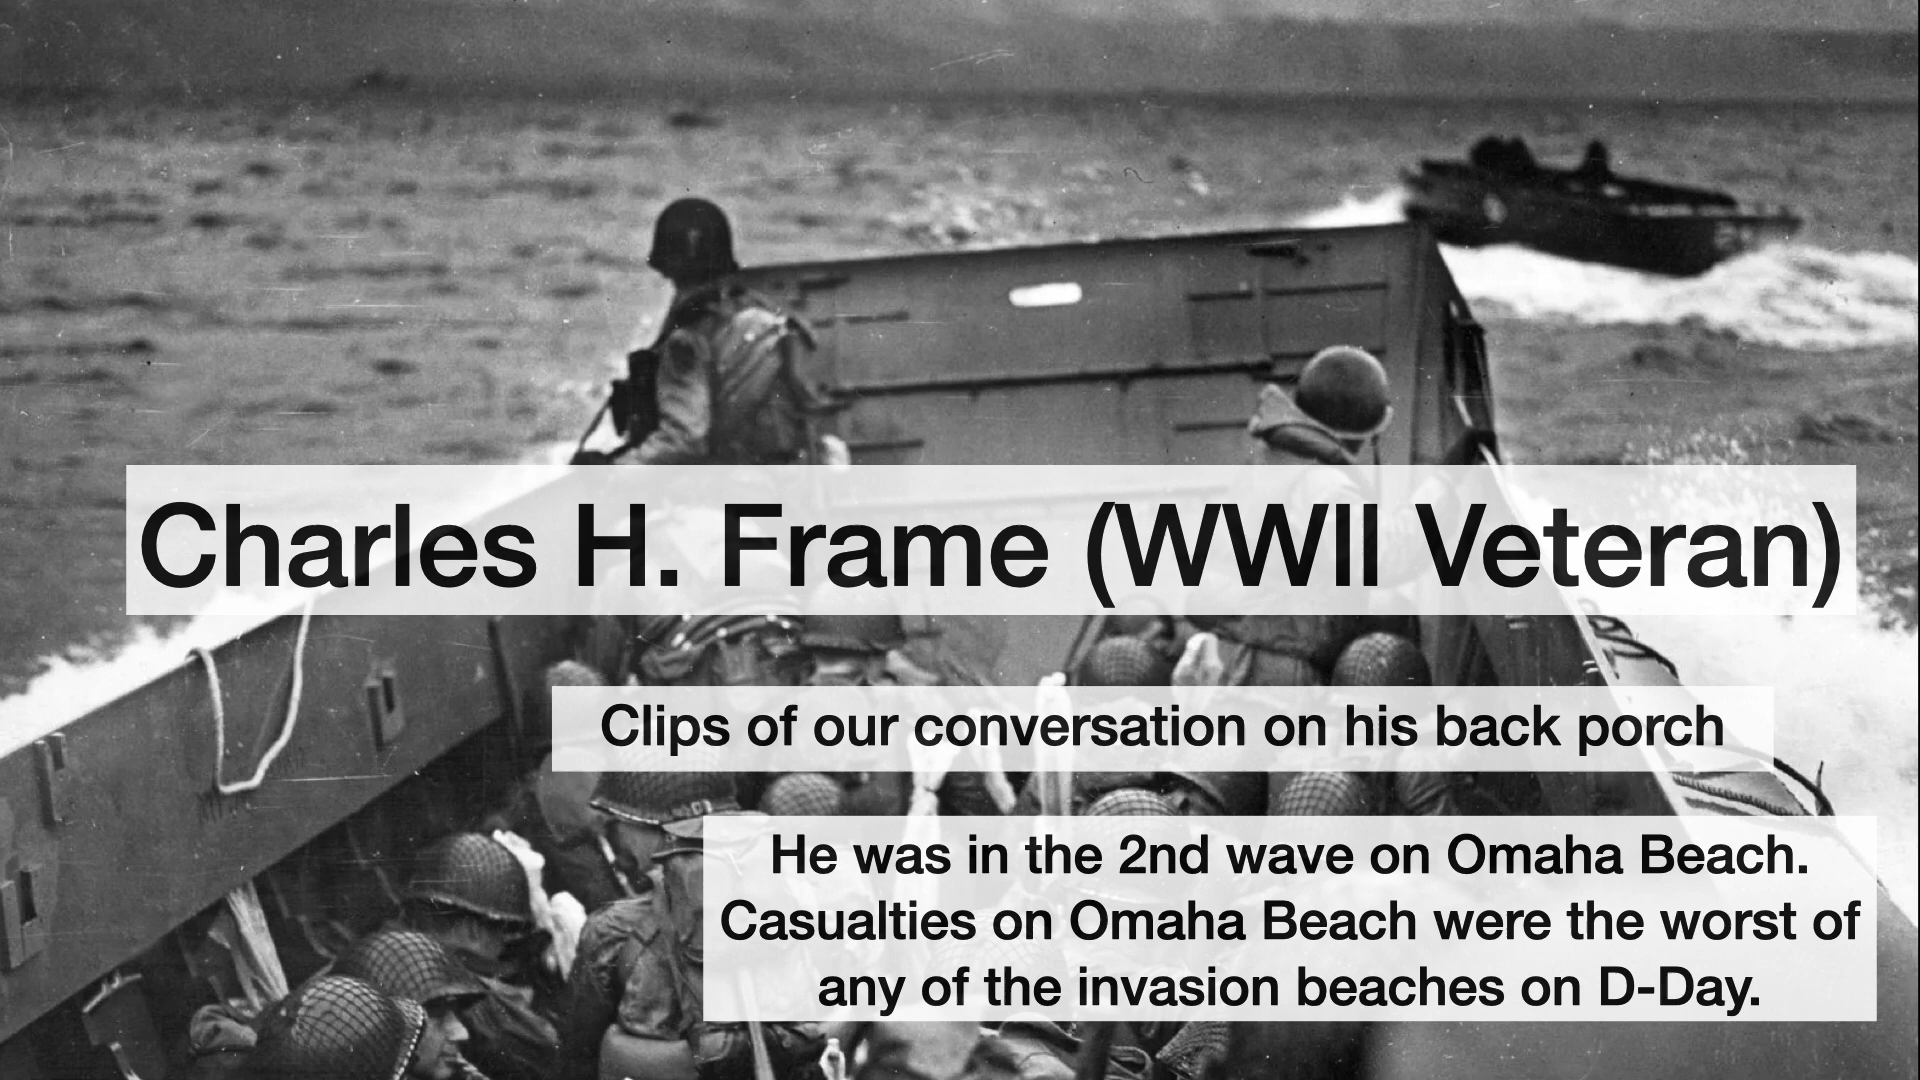 Charles H. Frame (WWII Veteran)
Clips of our conversation on his back porch
He was in the 2nd wave on Omaha Beach.
Casualties on Omaha Beach were the worst of
any of the invasion beaches on D-Day.